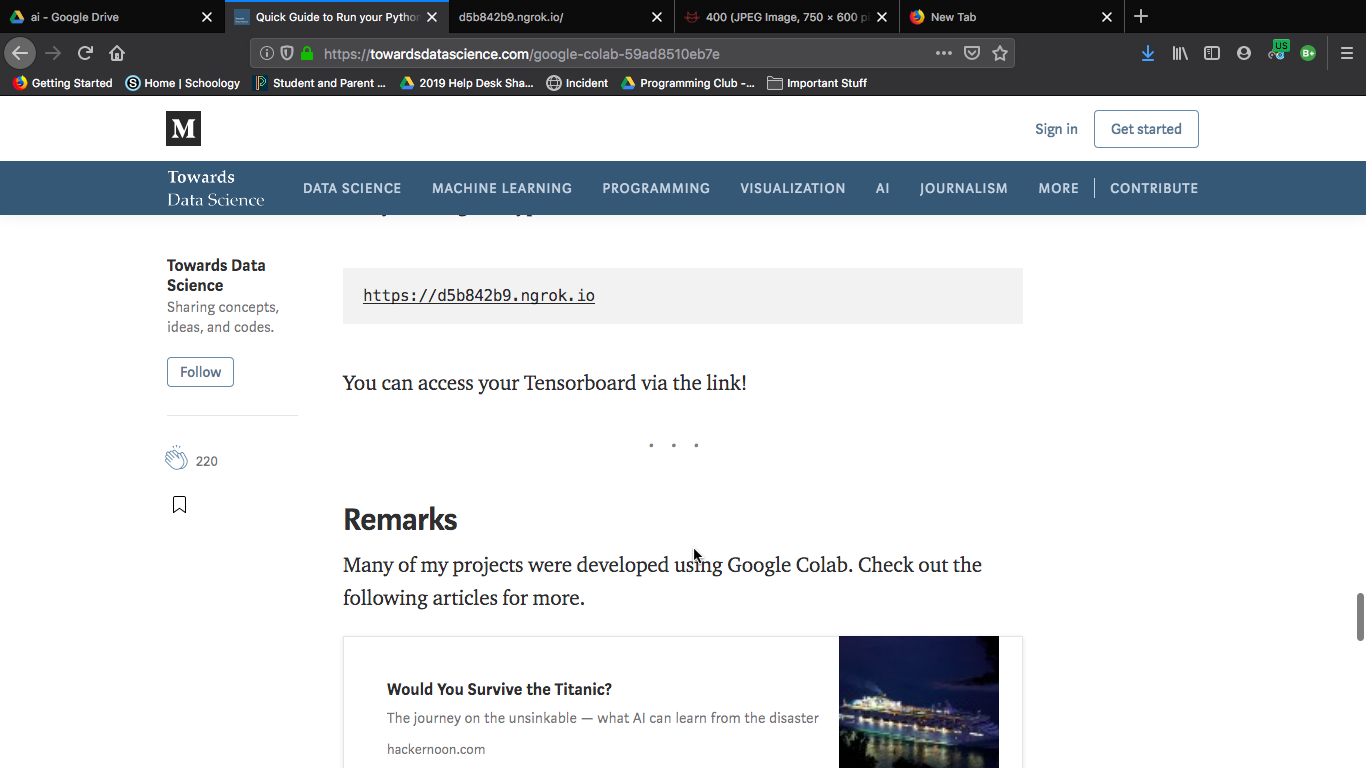 ai - Google Drive
Quick Guide to Run your Python
d5b842b9.ngrok.io/
400 (JPEG Image, 750 × 600 pi
New Tab
https://towardsdatascience.com/google-colab-59ad8510eb7e
US
B+
Getting Started
Home | Schoology
Student and Parent ...
2019 Help Desk Sha...
Incident
Programming Club -...
Important Stuff
M
Sign in
Get started
Towards
Data Science
DATA SCIENCE
MACHINE LEARNING
PROGRAMMING
VISUALIZATION
AI
JOURNALISM
MORE
CONTRIBUTE
Towards Data
Science
Sharing concepts,
ideas, and codes.
Follow
220
https://d5b842b9.ngrok.io
You can access your Tensorboard via the link!
. . .
Remarks
Many of my projects were developed using Google Colab. Check out the
following articles for more.
Would You Survive the Titanic?
The journey on the unsinkable — what AI can learn from the disaster
hackernoon.com